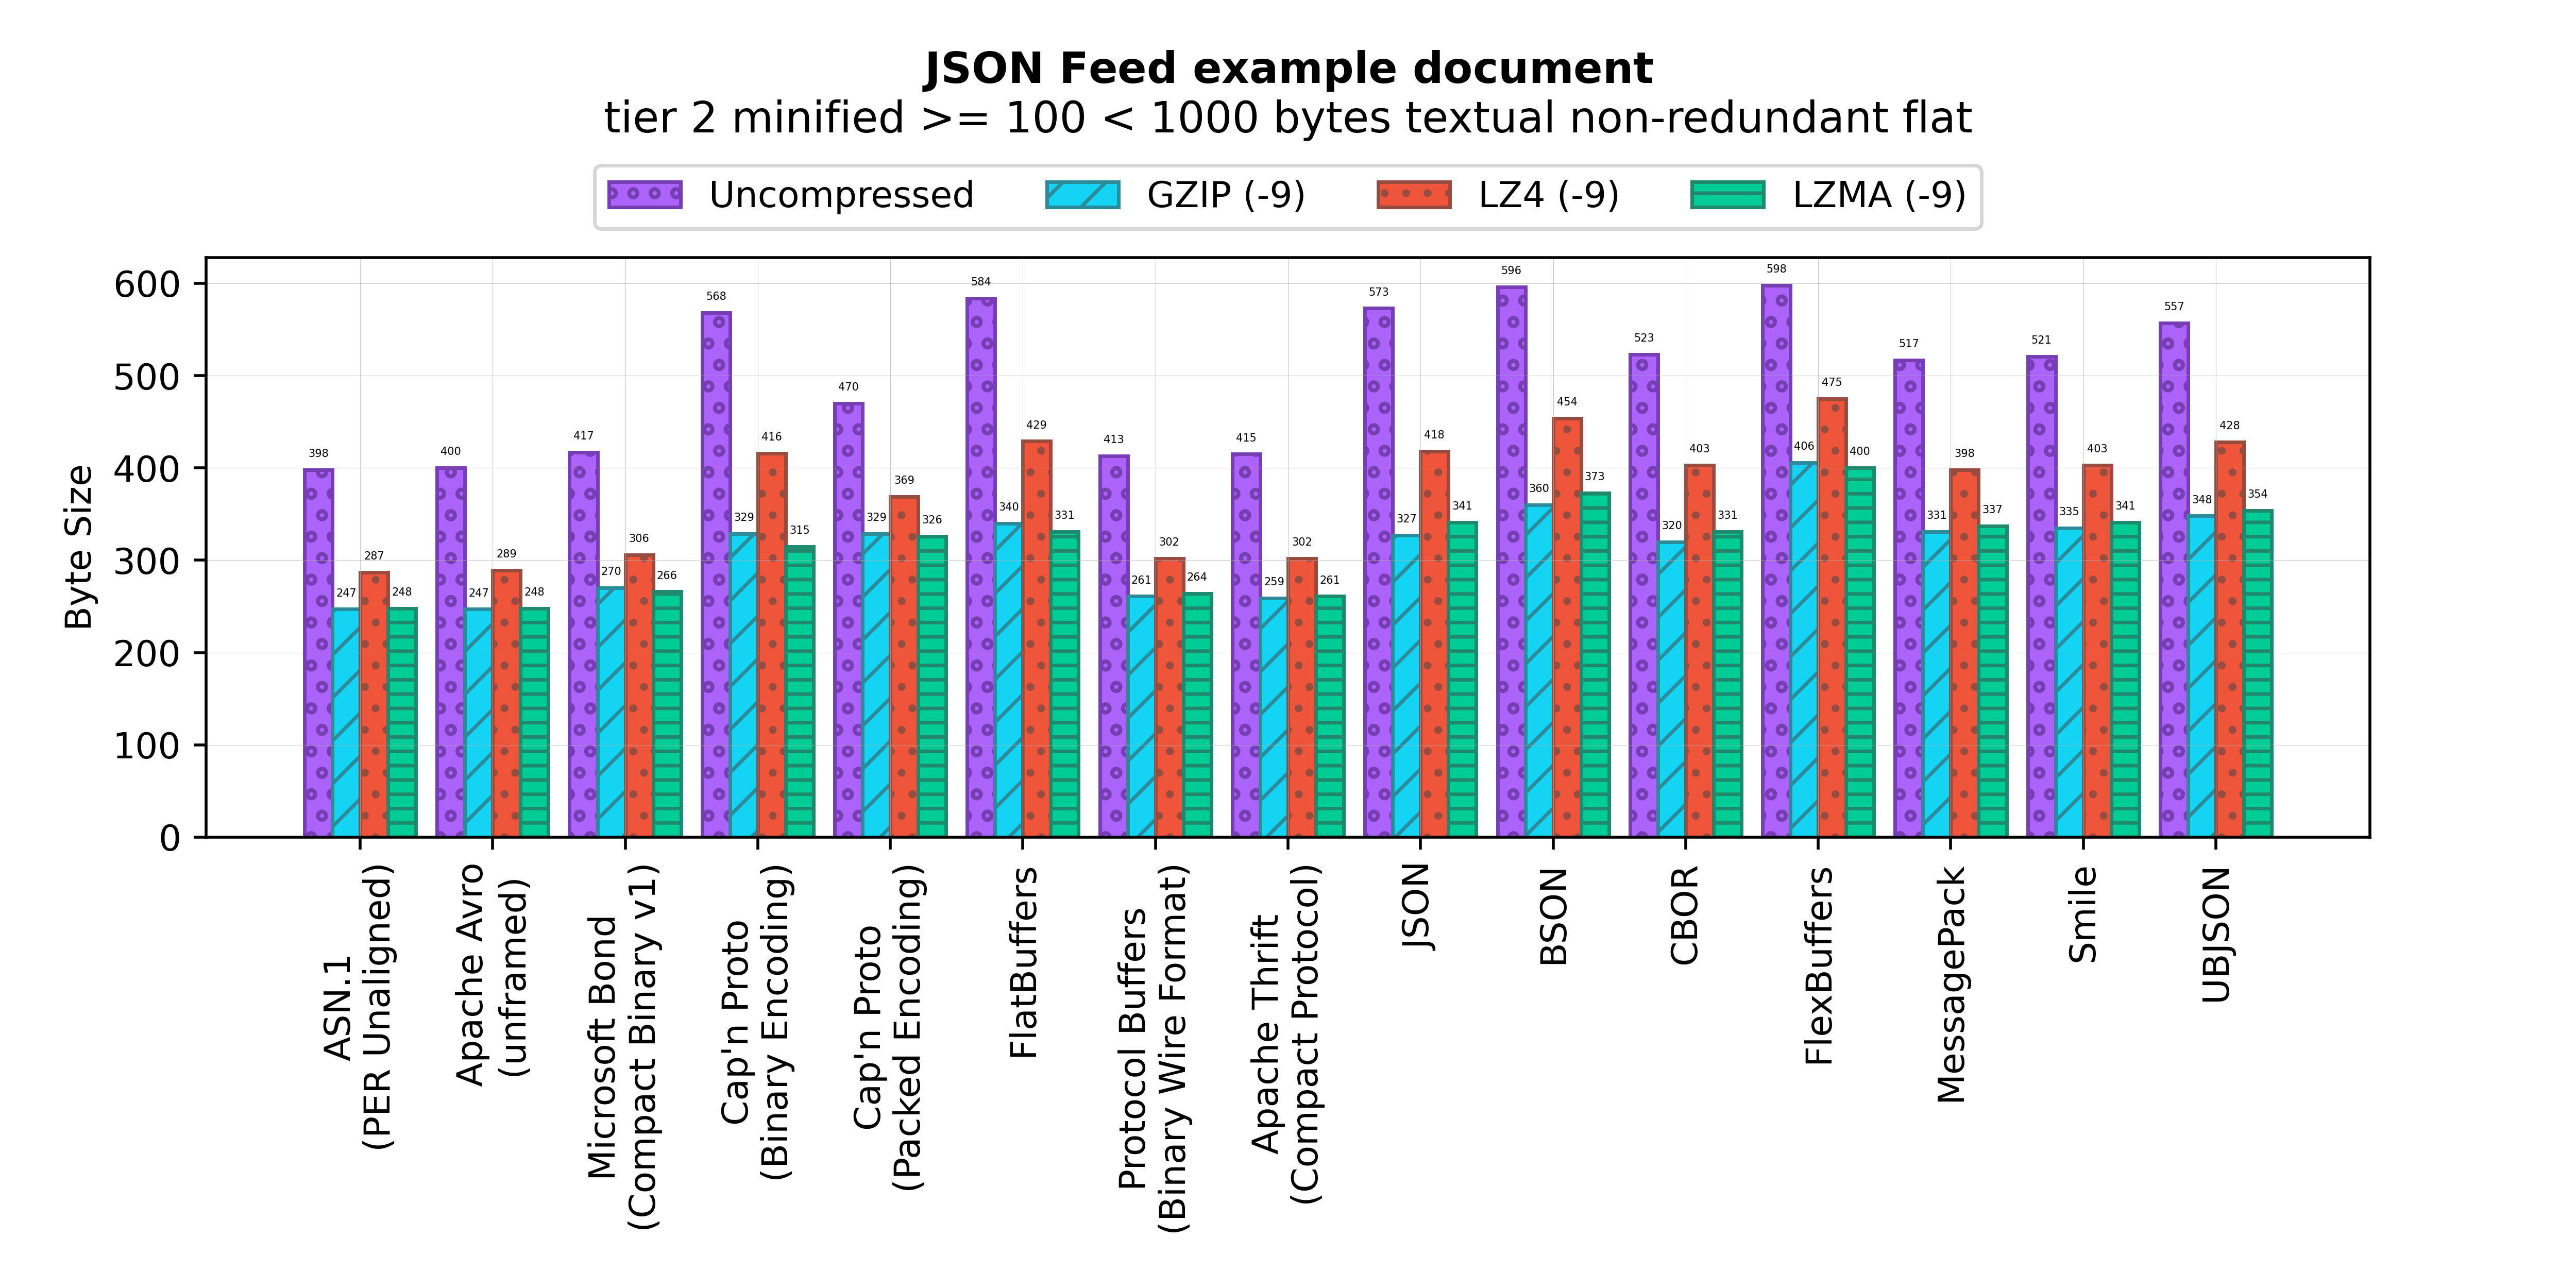 JSON Feed example document
tier 2 minified >= 100 < 1000 bytes textual non-redundant flat
Uncompressed GZIP (-9) LZ4 (-9) LZMA (-9)
Byte Size
600
500
400
300
200
100
0
398 247 287 248
400 247 289 248
417 270 306 266
568 329 416 315
470 329 369 326
584 340 429 331
413 261 302 264
415 259 302 261
573 327 418 341
596 360 454 373
523 320 403 331
598 406 475 400
517 331 398 337
521 335 403 341
557 348 428 354
ASN.1
(PER Unaligned)
Apache Avro
(unframed)
Microsoft Bond
(Compact Binary v1)
Cap'n Proto
(Binary Encoding)
Cap'n Proto
(Packed Encoding)
FlatBuffers
Protocol Buffers
(Binary Wire Format)
Apache Thrift
(Compact Protocol)
JSON
BSON
CBOR
FlexBuffers
MessagePack
Smile
UBJSON